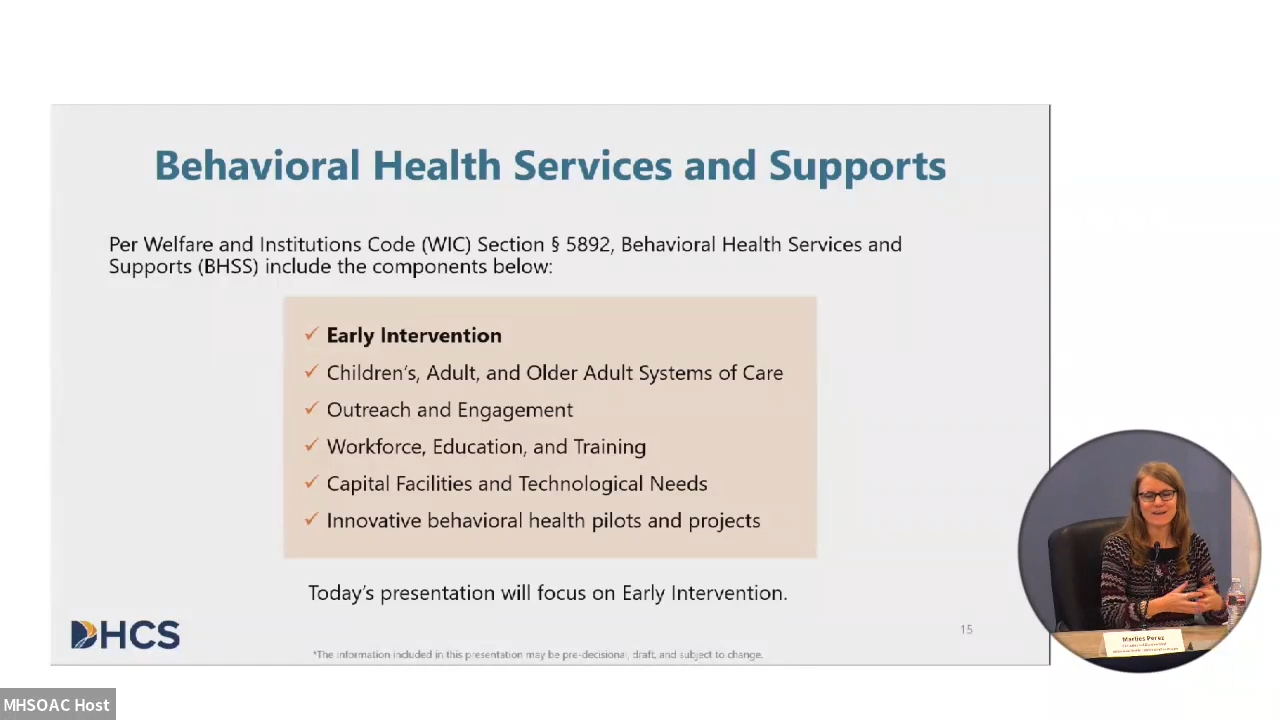 Behavioral Health Services and Supports
Per Welfare and Institutions Code (WIC) Section § 5892, Behavioral Health Services and
Supports (BHSS) include the components below:
Early Intervention
Children's, Adult, and Older Adult Systems of Care
Outreach and Engagement
Workforce, Education, and Training
Capital Facilities and Technological Needs
Innovative behavioral health pilots and projects
Today's presentation will focus on Early Intervention.
DHCS
15
*The information included in this presentation may be pre-decisional, draft, and subject to change.
Marlies Perez
MHSOAC Host